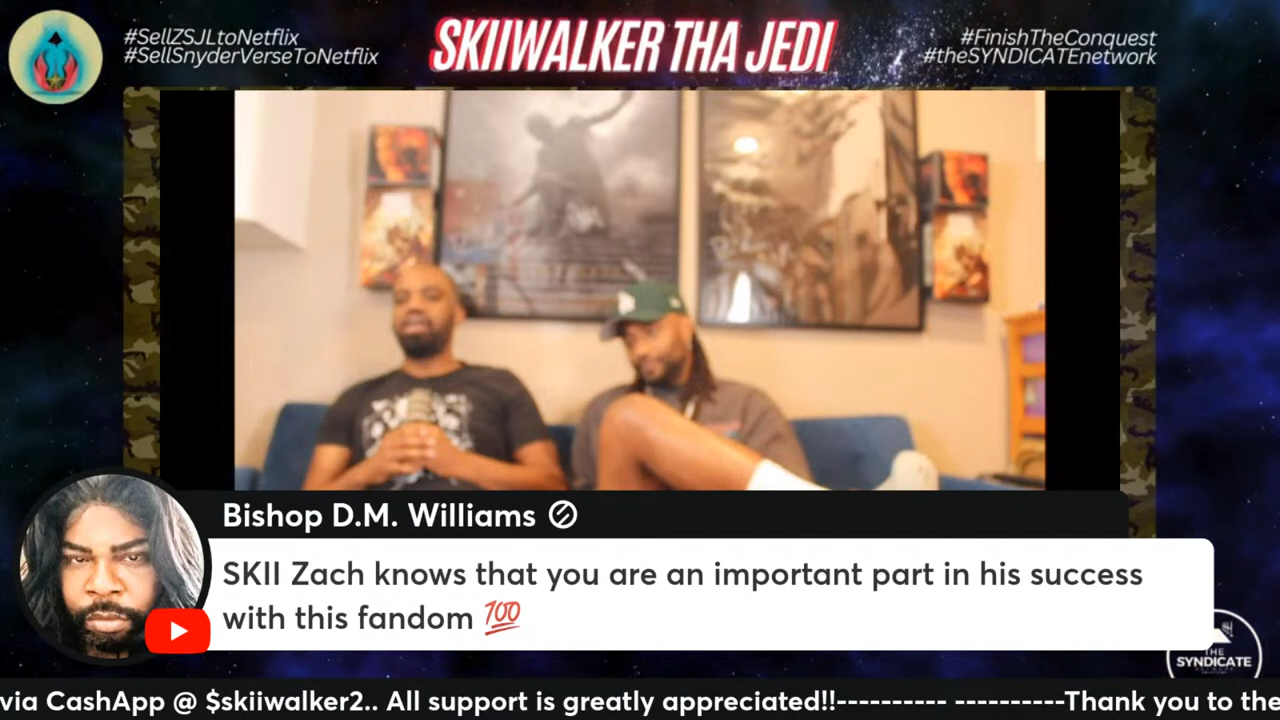 #SellZSJLtoNetflix
#SellSnyderVerseToNetflix
SKIIWALKER THA JEDI
#FinishTheConquest
#theSYNDICATEnetwork
Bishop D.M. Williams
SKII Zach knows that you are an important part in his success
with this fandom 💯
THE
SYNDICATE
via CashApp @ $skiiwalker2.. All support is greatly appreciated!!---------- ----------Thank you to the